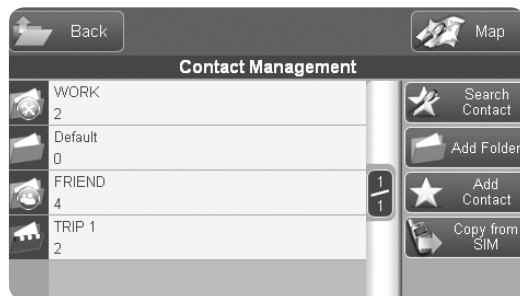 Back
Map
Contact Management
WORK
2
Default
0
FRIEND
4
TRIP 1
2
1
1
Search
Contact
Add Folder
Add
Contact
Copy from
SIM